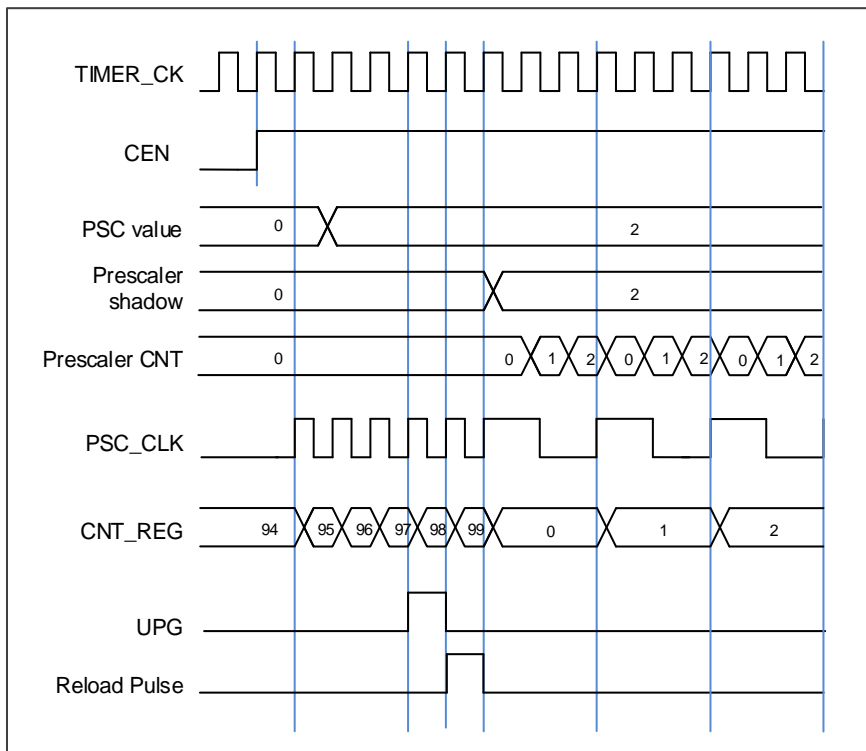 TIMER_CK
CEN
PSC value 0 2
Prescaler
shadow 0 2
Prescaler CNT 0 0 1 2 0 1 2 0 1 2
PSC_CLK
CNT_REG 94 95 96 97 98 99 0 1 2
UPG
Reload Pulse